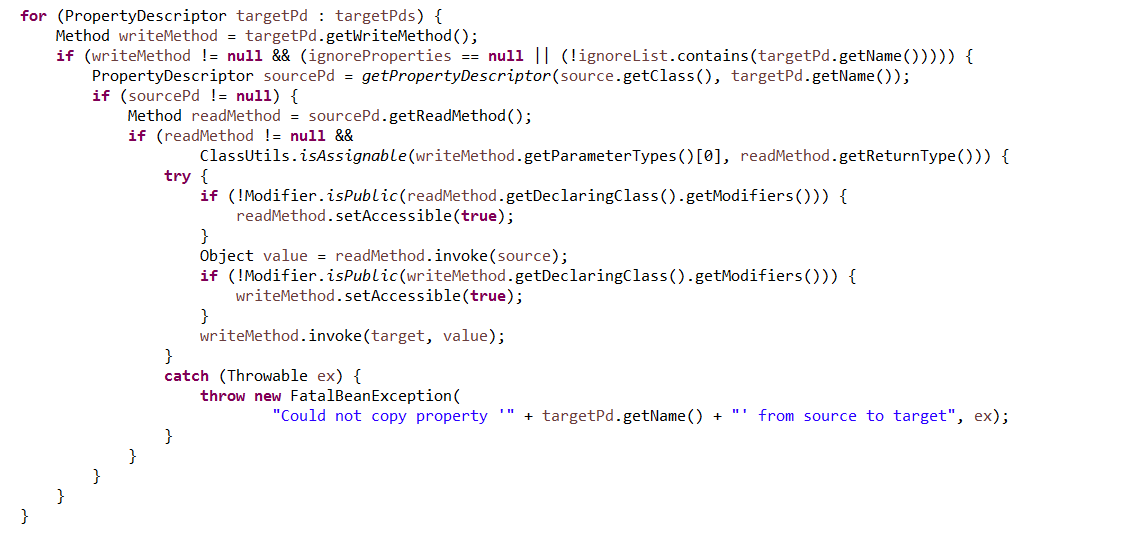 for (PropertyDescriptor targetPd : targetPds) {
    Method writeMethod = targetPd.getWriteMethod();
    if (writeMethod != null && (ignoreProperties == null || (!ignoreList.contains(targetPd.getName())))) {
        PropertyDescriptor sourcePd = getPropertyDescriptor(source.getClass(), targetPd.getName());
        if (sourcePd != null) {
            Method readMethod = sourcePd.getReadMethod();
            if (readMethod != null &&
                    ClassUtils.isAssignable(writeMethod.getParameterTypes()[0], readMethod.getReturnType())) {
                try {
                    if (!Modifier.isPublic(readMethod.getDeclaringClass().getModifiers())) {
                        readMethod.setAccessible(true);
                    }
                    Object value = readMethod.invoke(source);
                    if (!Modifier.isPublic(writeMethod.getDeclaringClass().getModifiers())) {
                        writeMethod.setAccessible(true);
                    }
                    writeMethod.invoke(target, value);
                }
                catch (Throwable ex) {
                    throw new FatalBeanException(
                            "Could not copy property '" + targetPd.getName() + "' from source to target", ex);
                }
            }
        }
    }
}